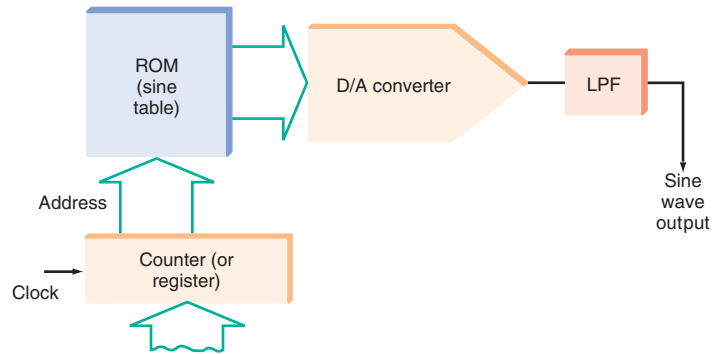 ROM
(sine
table)
D/A converter
LPF
Sine
wave
output
Address
Counter (or
register)
Clock